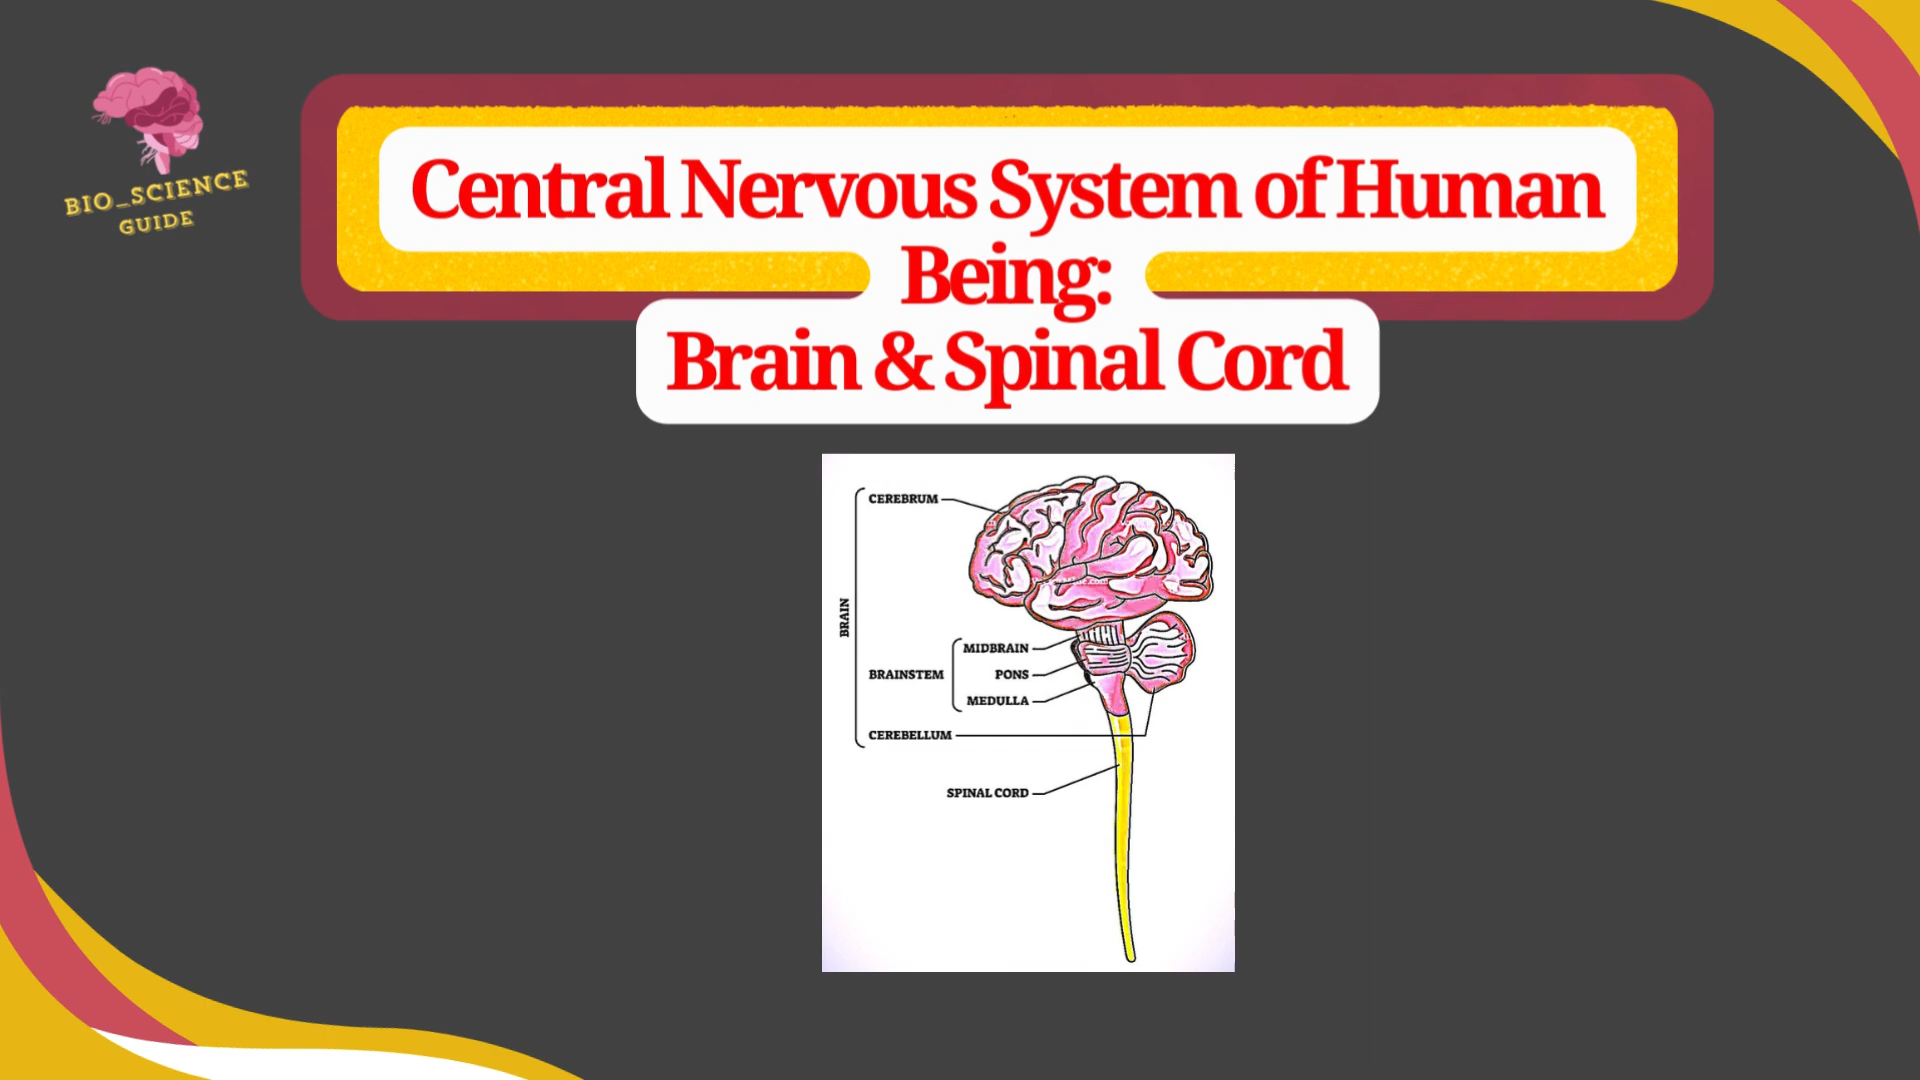 BIO_SCIENCE
GUIDE
Central Nervous System of Human
Being:
Brain & Spinal Cord
CEREBRUM
BRAIN
MIDBRAIN
BRAINSTEM
PONS
MEDULLA
CEREBELLUM
SPINAL CORD